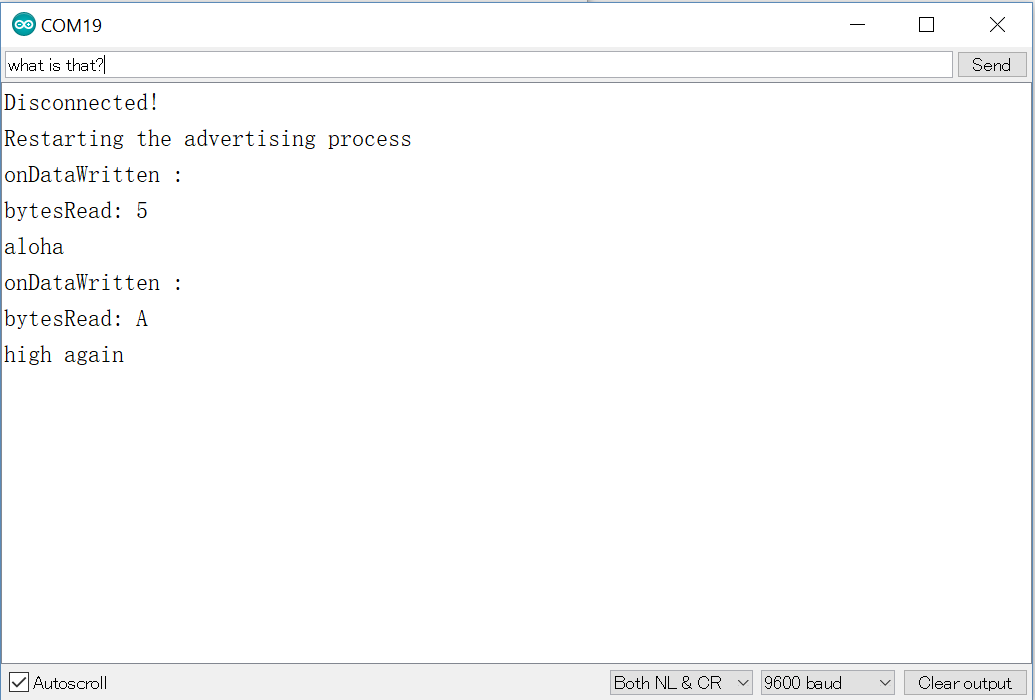 COM19
what is that?
Send
Disconnected!
Restarting the advertising process
onDataWritten :
bytesRead: 5
aloha
onDataWritten :
bytesRead: A
high again
Autoscroll
Both NL & CR
9600 baud
Clear output